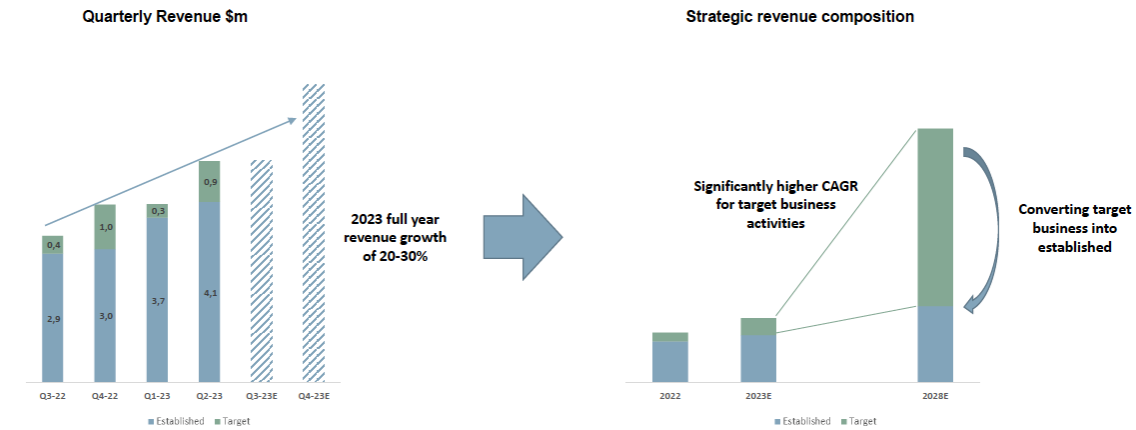 Quarterly Revenue $m
0,4
2,9
1,0
3,0
0,3
3,7
0,9
4,1
Q3-22
Q4-22
Q1-23
Q2-23
Q3-23E
Q4-23E
Established
Target
2023 full year
revenue growth
of 20-30%
Strategic revenue composition
Significantly higher CAGR
for target business
activities
Converting target
business into
established
2022
2023E
2028E
Established
Target